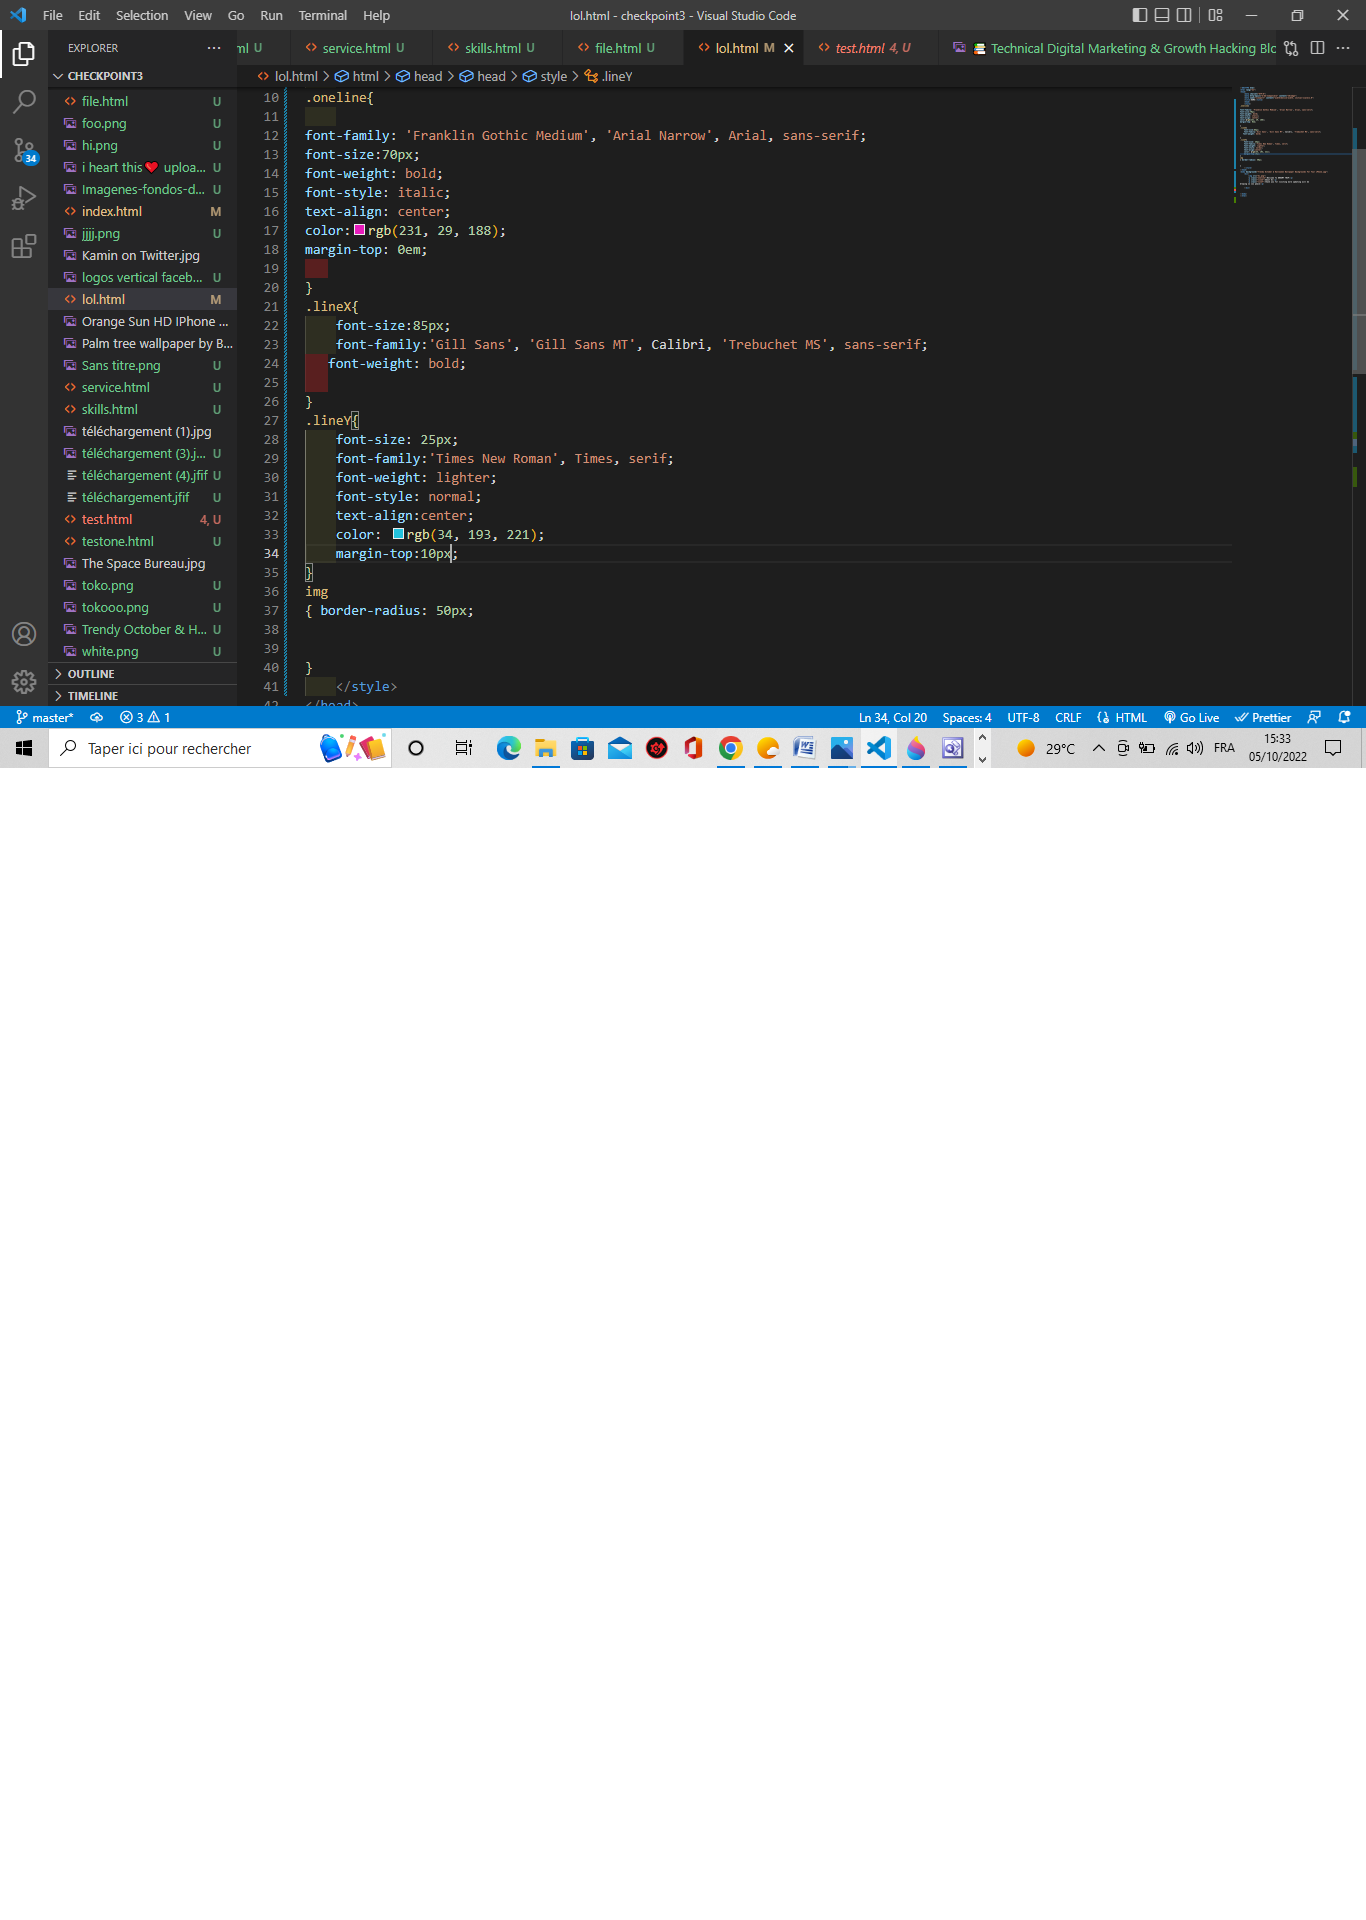 File Edit Selection View Go Run Terminal Help
lol.html - checkpoint3 - Visual Studio Code
EXPLORER
ml U
service.html U
skills.html U
file.html U
lol.html M
test.html 4, U
Technical Digital Marketing & Growth Hacking Blo
CHECKPOINT3
lol.html > html > head > head > style > .lineY
file.html U
foo.png U
hi.png U
i heart this❤️ uploa... U
Imagenes-fondos-d... U
index.html M
jjjj.png U
Kamin on Twitter.jpg
logos vertical faceb... U
lol.html M
Orange Sun HD IPhone ...
Palm tree wallpaper by B...
Sans titre.png U
service.html U
skills.html U
téléchargement (1).jpg
téléchargement (3).j... U
téléchargement (4).jfif U
téléchargement.jfif U
test.html 4, U
testone.html U
The Space Bureau.jpg
toko.png U
tokooo.png U
Trendy October & H... U
white.png U
OUTLINE
TIMELINE
34
10 .oneline{
11
12 font-family: 'Franklin Gothic Medium', 'Arial Narrow', Arial, sans-serif;
13 font-size:70px;
14 font-weight: bold;
15 font-style: italic;
16 text-align: center;
17 color: rgb(231, 29, 188);
18 margin-top: 0em;
19
20 }
21 .lineX{
22 font-size:85px;
23 font-family:'Gill Sans', 'Gill Sans MT', Calibri, 'Trebuchet MS', sans-serif;
24 font-weight: bold;
25
26 }
27 .lineY{
28 font-size: 25px;
29 font-family:'Times New Roman', Times, serif;
30 font-weight: lighter;
31 font-style: normal;
32 text-align:center;
33 color: rgb(34, 193, 221);
34 margin-top:10px;
35 }
36 img
37 { border-radius: 50px;
38
39
40 }
41 </style>
42 </head>
master* 3 1
Ln 34, Col 20 Spaces: 4 UTF-8 CRLF HTML Go Live Prettier
Taper ici pour rechercher
29°C
FRA
15:33
05/10/2022